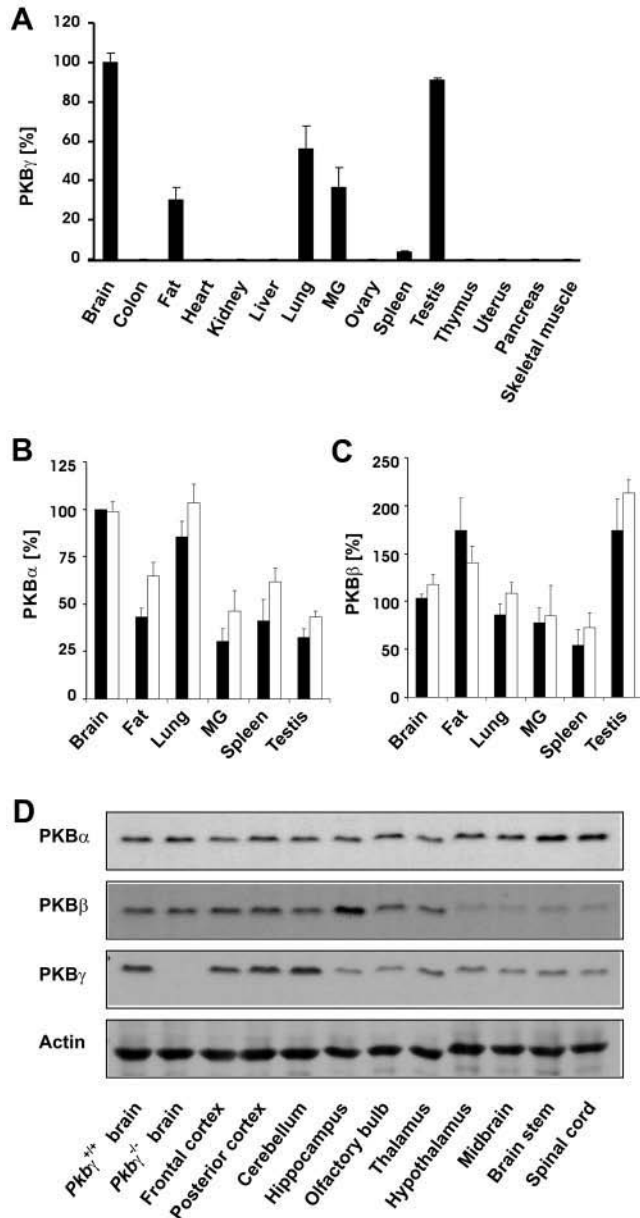 A
PKBγ [%]
120
100
80
60
40
20
0
Brain
Colon
Fat
Heart
Kidney
Liver
Lung
MG
Ovary
Spleen
Testis
Thymus
Uterus
Pancreas
Skeletal muscle
B
PKBα [%]
125
100
75
50
25
0
Brain
Fat
Lung
MG
Spleen
Testis
C
PKBβ [%]
250
200
150
100
50
0
Brain
Fat
Lung
MG
Spleen
Testis
D
PKBα
PKBβ
PKBγ
Actin
Pkbγ+/+ brain
Pkbγ-/- brain
Frontal cortex
Posterior cortex
Cerebellum
Hippocampus
Olfactory bulb
Thalamus
Hypothalamus
Midbrain
Brain stem
Spinal cord